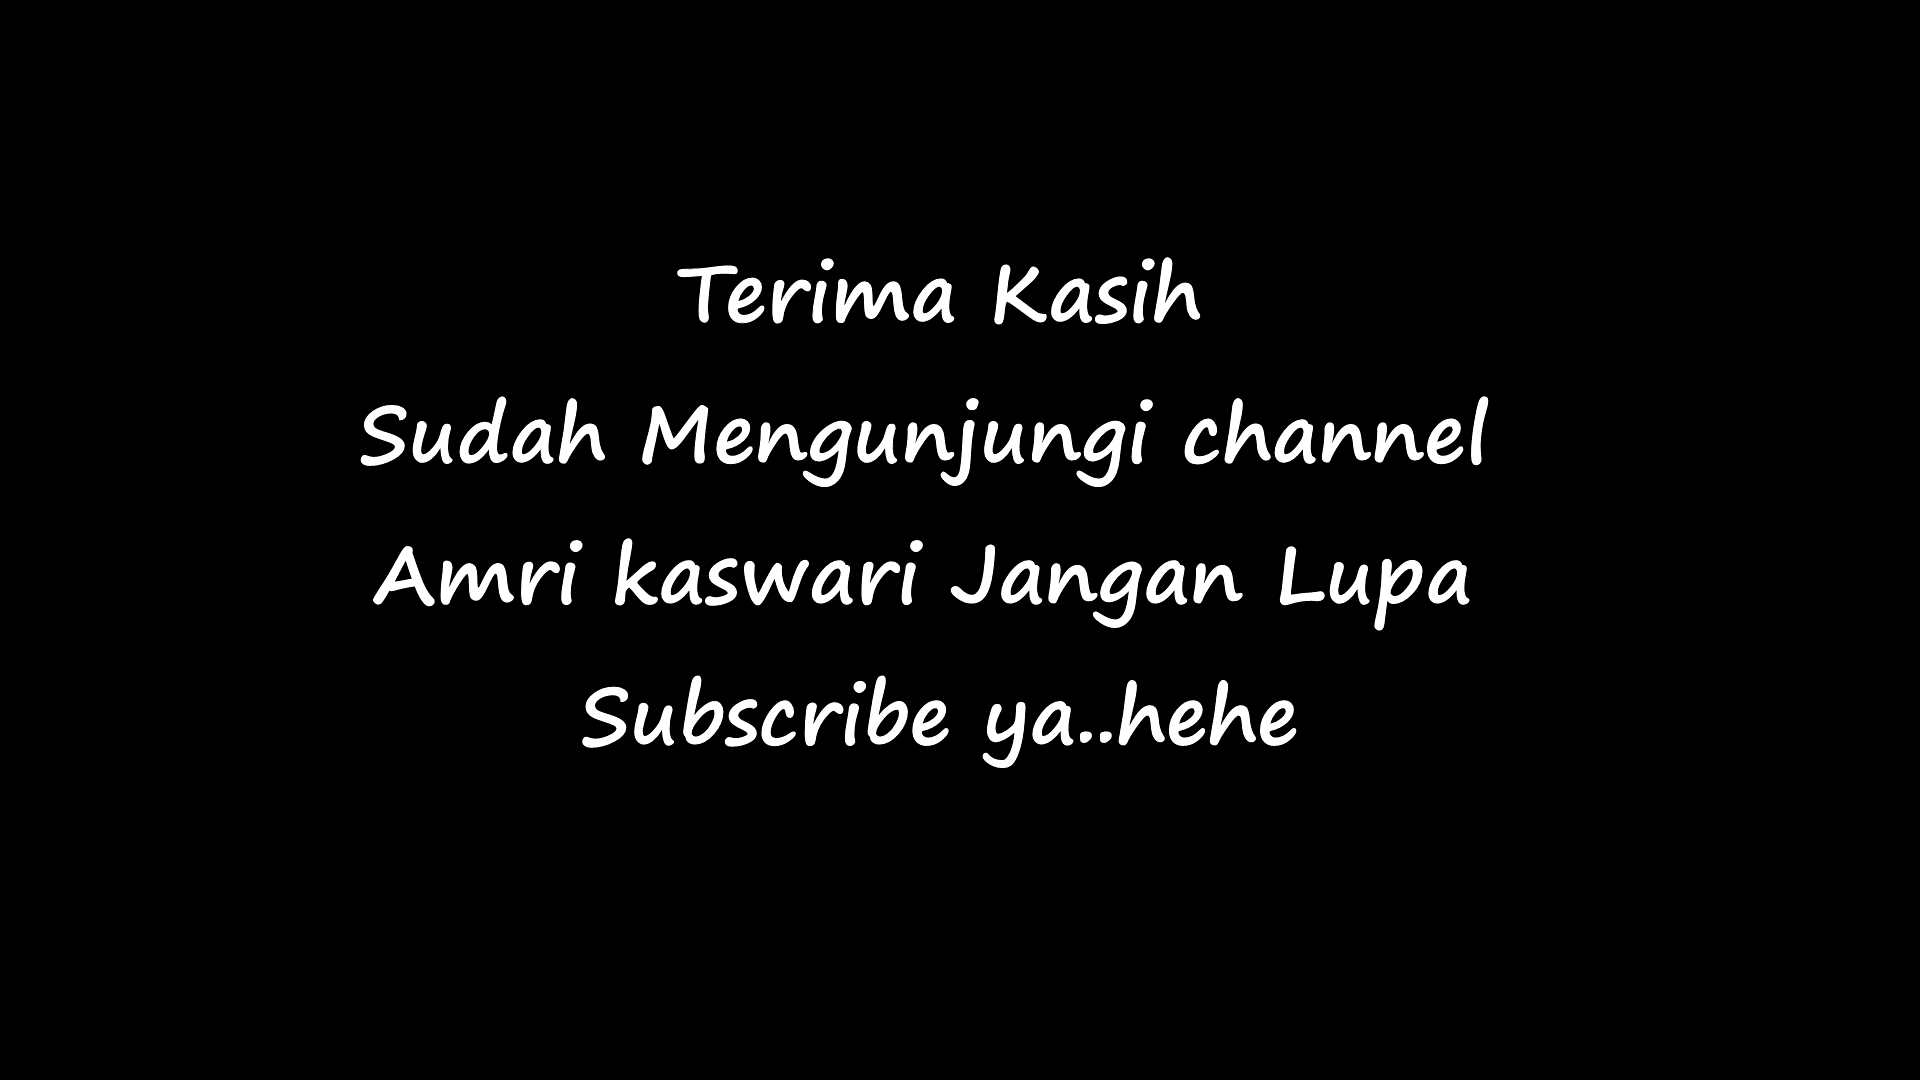 Terima Kasih
Sudah Mengunjungi channel
Amri kaswari Jangan Lupa
Subscribe ya..hehe